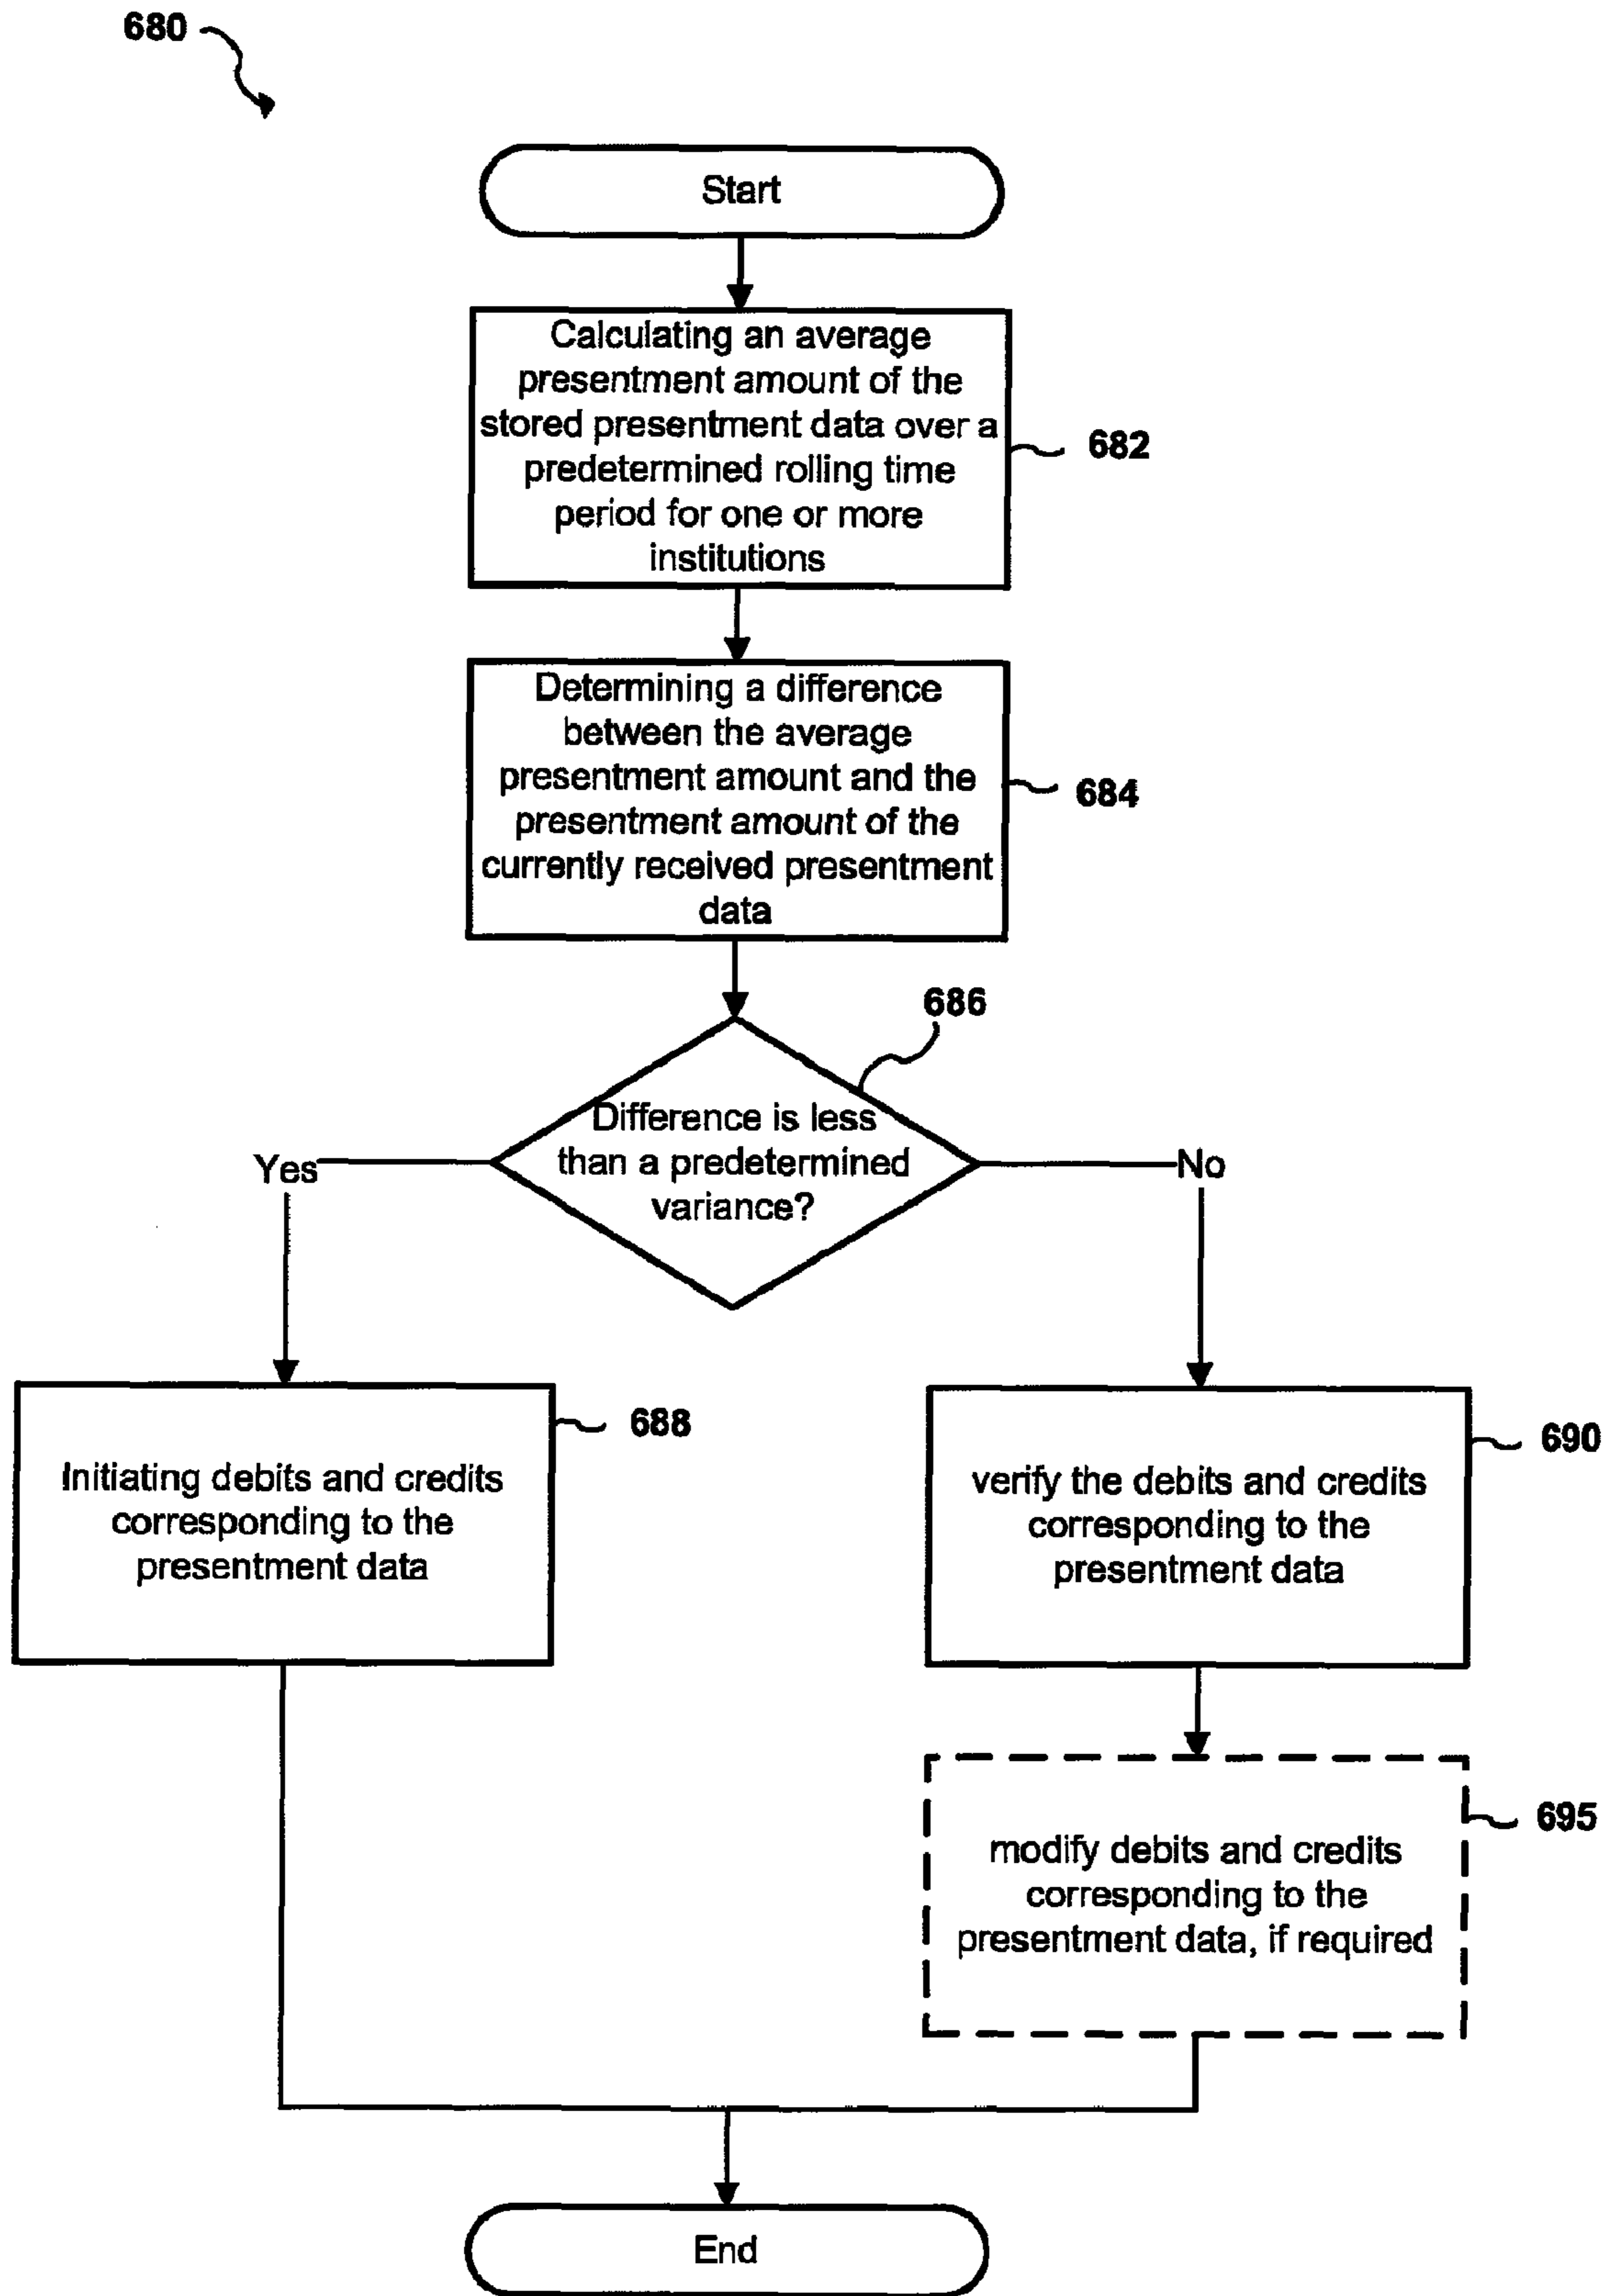 680
Start
Calculating an average
presentment amount of the
stored presentment data over a
predetermined rolling time
period for one or more
institutions
682
Determining a difference
between the average
presentment amount and the
presentment amount of the
currently received presentment
data
684
686
Difference is less
than a predetermined
variance?
Yes
No
Initiating debits and credits
corresponding to the
presentment data
688
verify the debits and credits
corresponding to the
presentment data
690
modify debits and credits
corresponding to the
presentment data, if required
695
End